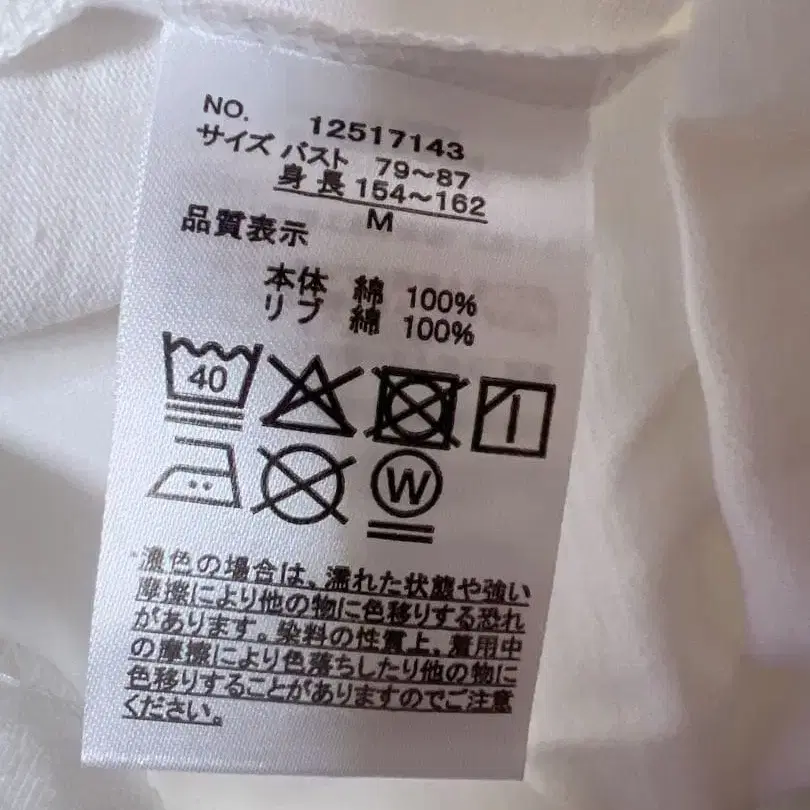 NO. 12517143
サイズ バスト 79～87
身長 154～162
M
品質表示
本体 綿 100%
リブ 綿 100%
40
W
・濃色の場合は、濡れた状態や強い
摩擦により他の物に色移りする恐れ
があります。染料の性質上、着用中
の摩擦により色落ちしたり他の物に
色移りすることがありますのでご注意
ください。